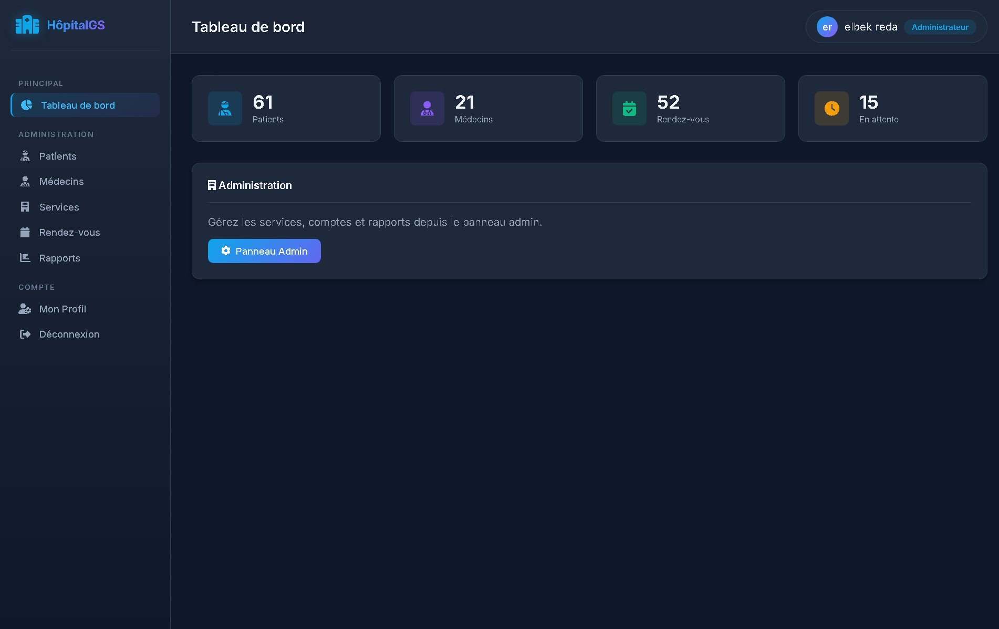 HôpitalGS
PRINCIPAL
Tableau de bord
ADMINISTRATION
Patients
Médecins
Services
Rendez-vous
Rapports
COMPTE
Mon Profil
Déconnexion
Tableau de bord
er elbek reda Administrateur
61
Patients
21
Médecins
52
Rendez-vous
15
En attente
Administration
Gérez les services, comptes et rapports depuis le panneau admin.
Panneau Admin